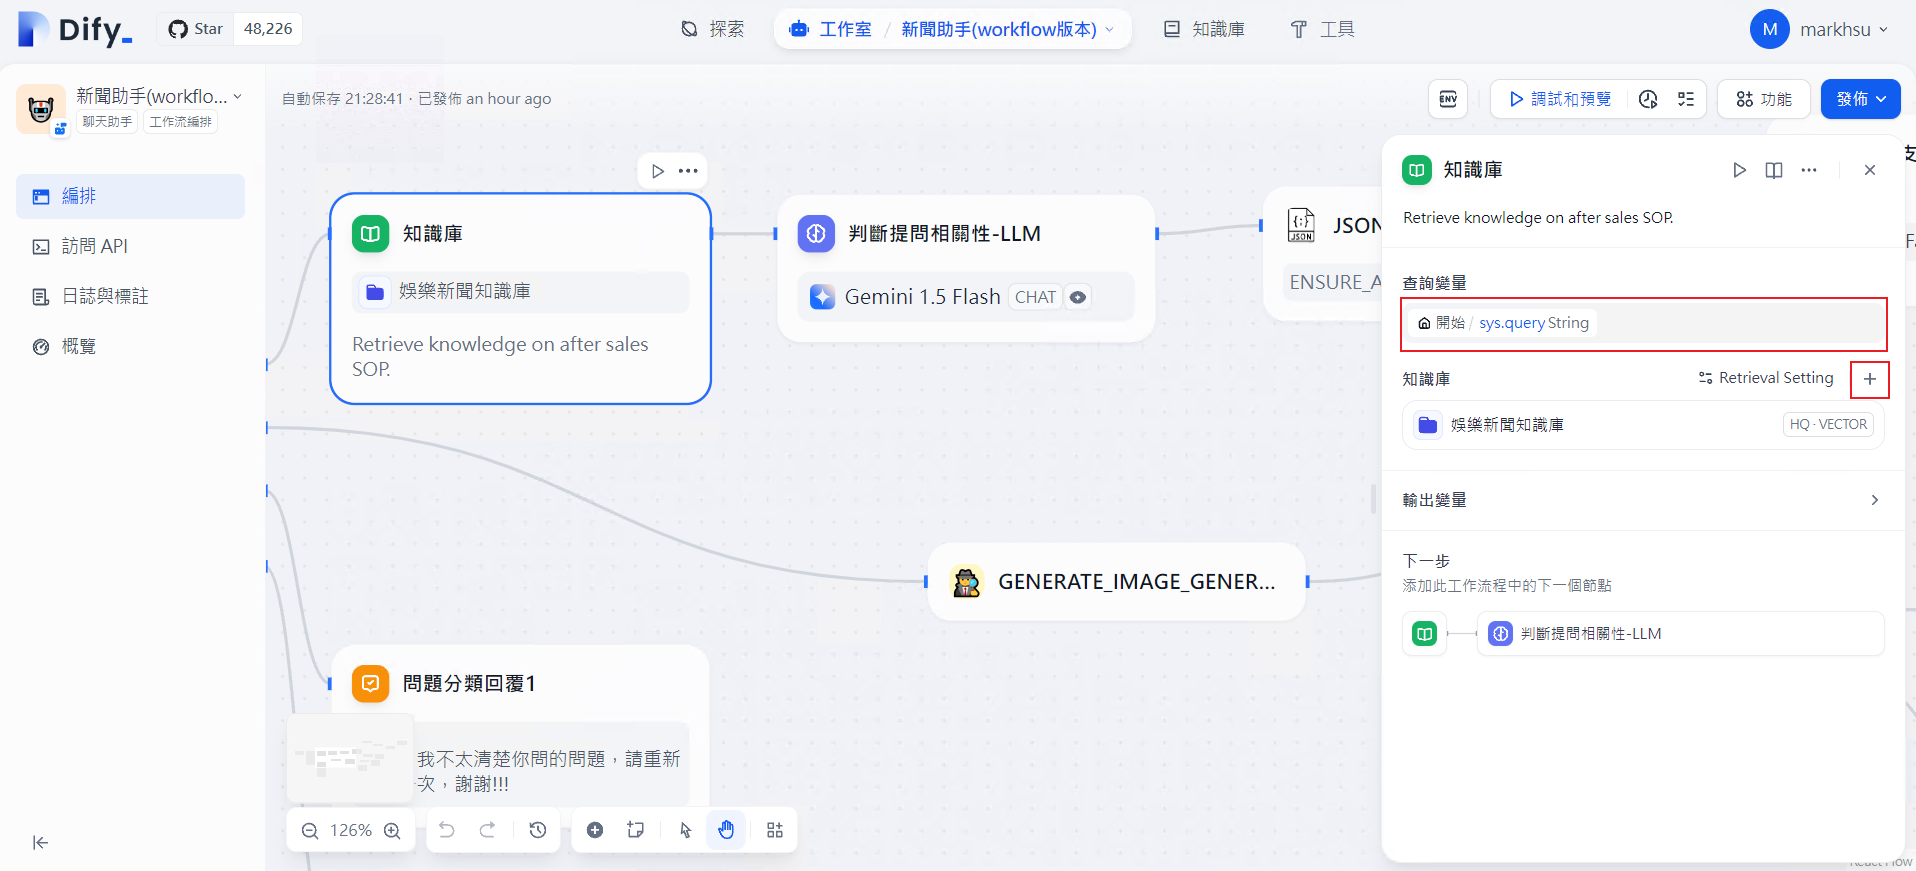 Dify_
Star 48,226
探索
工作室 / 新聞助手(workflow版本)
知識庫
工具
M markhsu
新聞助手(workflo...
聊天助手 工作流編排
編排
訪問 API
日誌與標註
概覽
自動保存 21:28:41 · 已發佈 an hour ago
ENV
調試和預覽
功能
發佈
知識庫
娛樂新聞知識庫
Retrieve knowledge on after sales
SOP.
判斷提問相關性-LLM
Gemini 1.5 Flash CHAT
JSON
ENSURE_A
GENERATE_IMAGE_GENER...
問題分類回覆1
我不太清楚你問的問題，請重新
次，謝謝!!!
126%
知識庫
Retrieve knowledge on after sales SOP.
查詢變量
開始 / sys.query String
知識庫
Retrieval Setting
娛樂新聞知識庫
HQ · VECTOR
輸出變量
下一步
添加此工作流程中的下一個節點
判斷提問相關性-LLM
React Flow